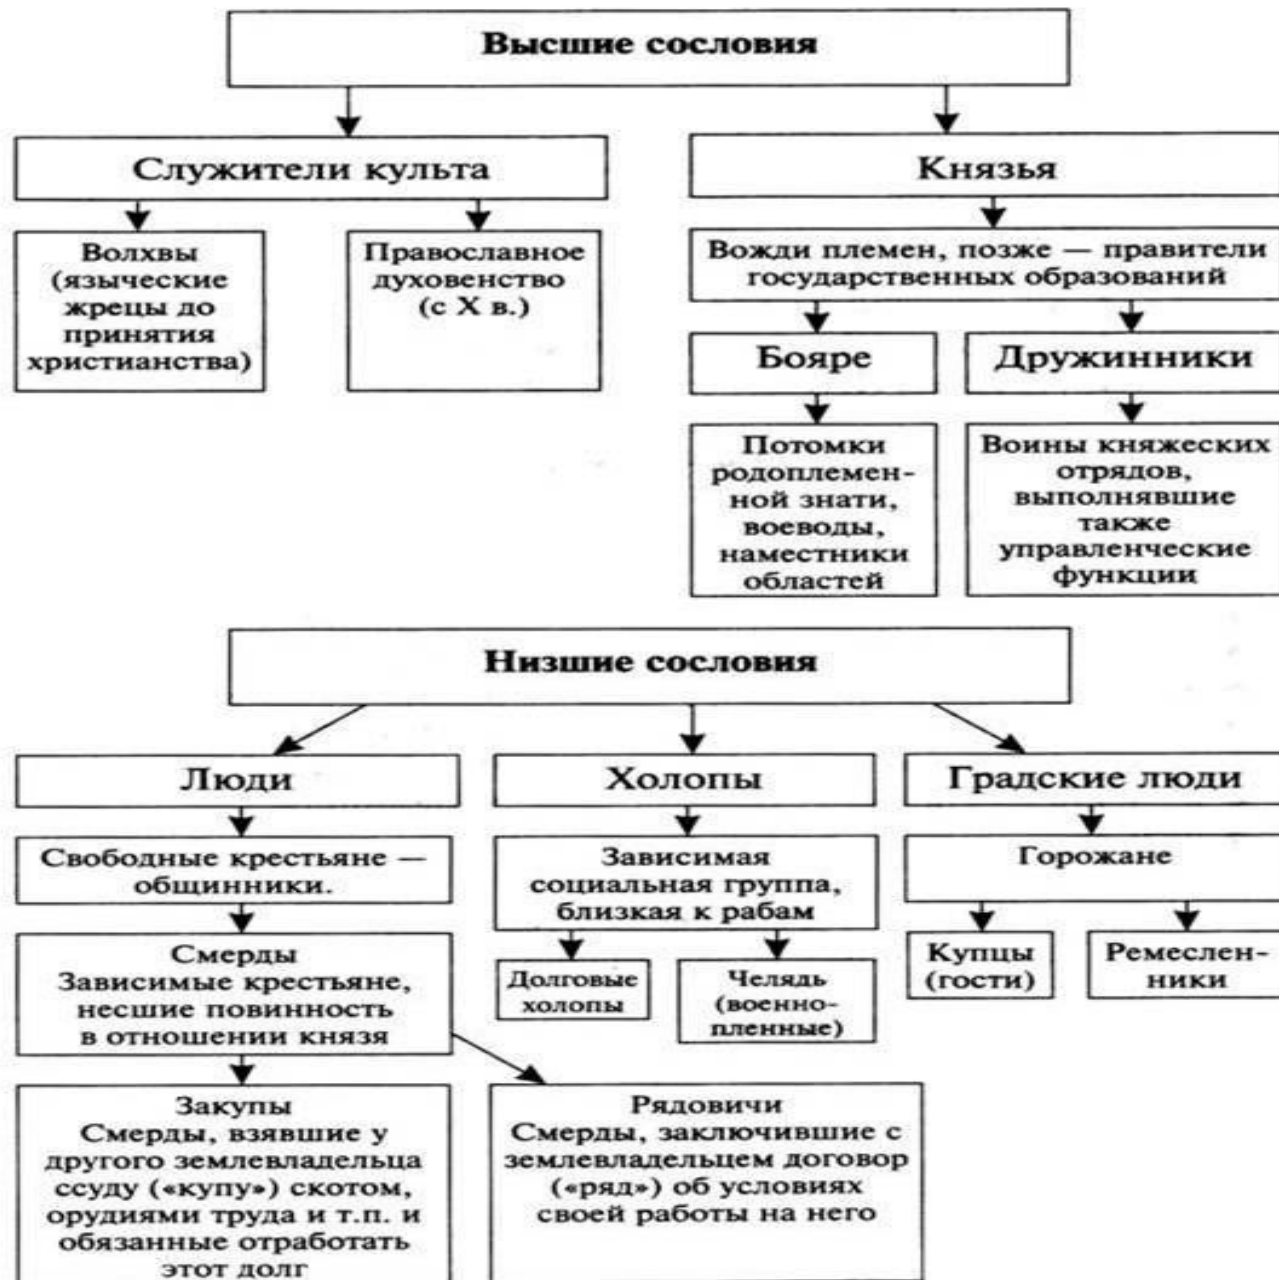 Высшие сословия
Служители культа
Волхвы
(языческие
жрецы до
принятия
христианства)
Православное
духовенство
(с X в.)
Князья
Вожди племен, позже — правители
государственных образований
Бояре
Потомки
родоплемен-
ной знати,
воеводы,
наместники
областей
Дружинники
Воины княжеских
отрядов,
выполнявшие
также
управленческие
функции
Низшие сословия
Люди
Свободные крестьяне —
общинники.
Смерды
Зависимые крестьяне,
несшие повинность
в отношении князя
Закупы
Смерды, взявшие у
другого землевладельца
ссуду («купу») скотом,
орудиями труда и т.п. и
обязанные отработать
этот долг
Рядовичи
Смерды, заключившие с
землевладельцем договор
(«ряд») об условиях
своей работы на него
Холопы
Зависимая
социальная группа,
близкая к рабам
Долговые
холопы
Челядь
(военно-
пленные)
Градские люди
Горожане
Купцы
(гости)
Ремеслен-
ники